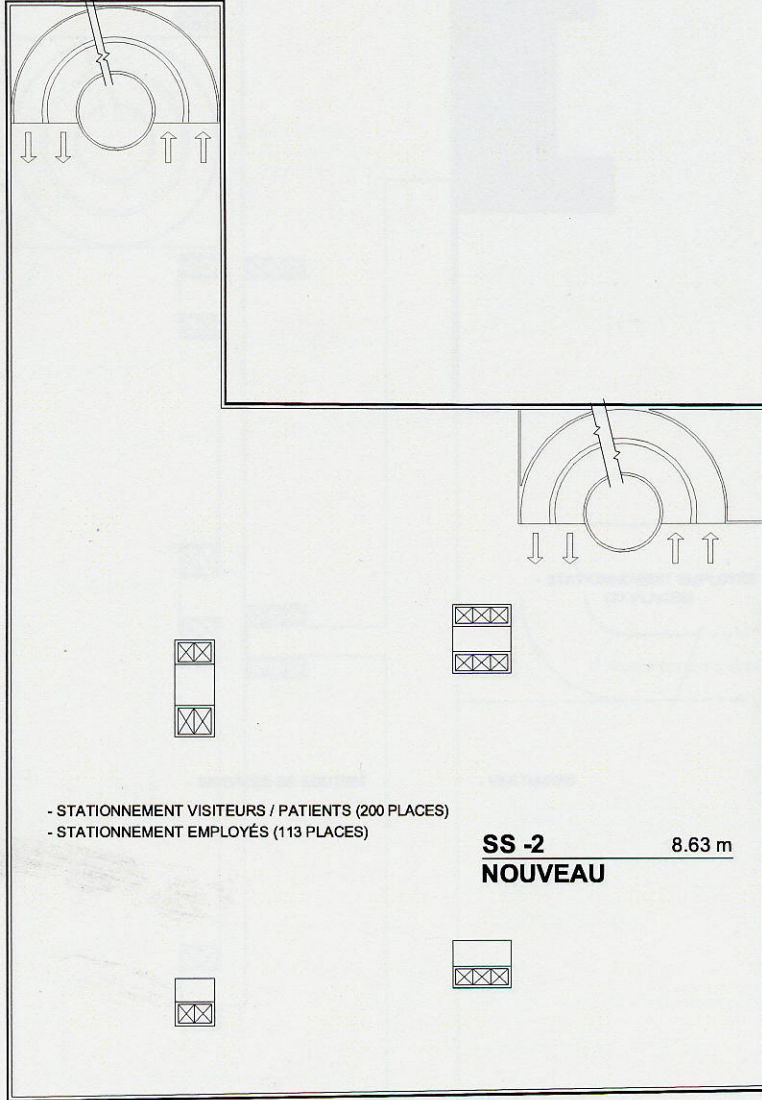 - STATIONNEMENT VISITEURS / PATIENTS (200 PLACES)
- STATIONNEMENT EMPLOYÉS (113 PLACES)
SS -2 8.63 m
NOUVEAU